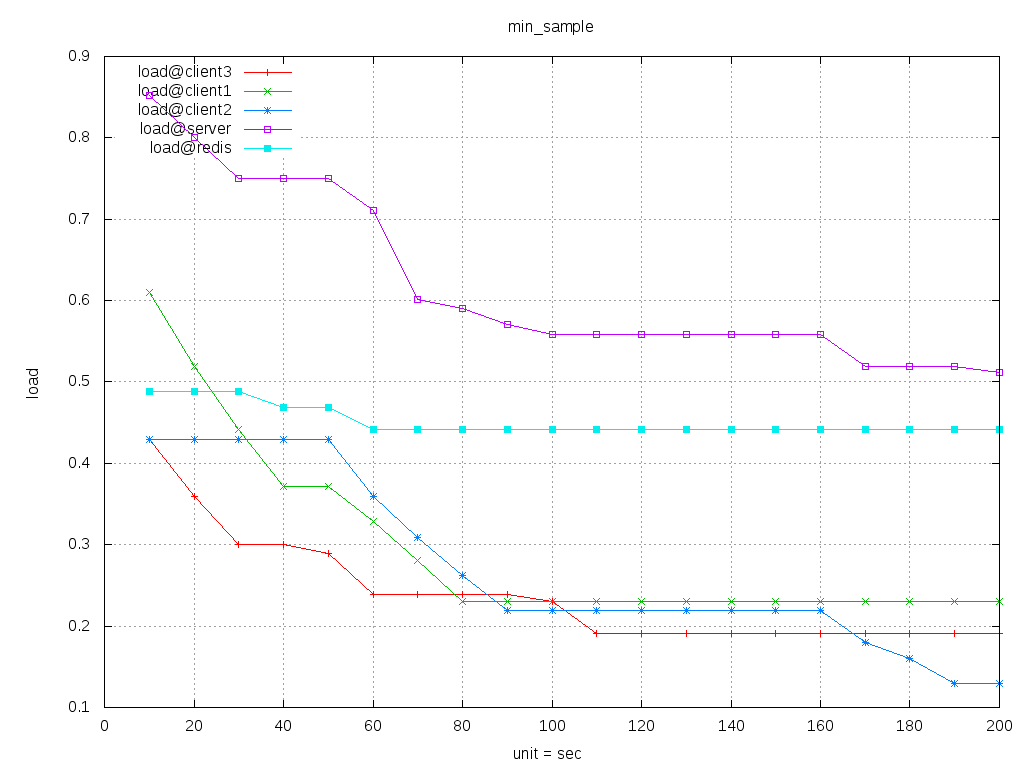 min_sample
load@client3
load@client1
load@client2
load@server
load@redis
0.9
0.8
0.7
0.6
0.5
0.4
0.3
0.2
0.1
load
0 20 40 60 80 100 120 140 160 180 200
unit = sec